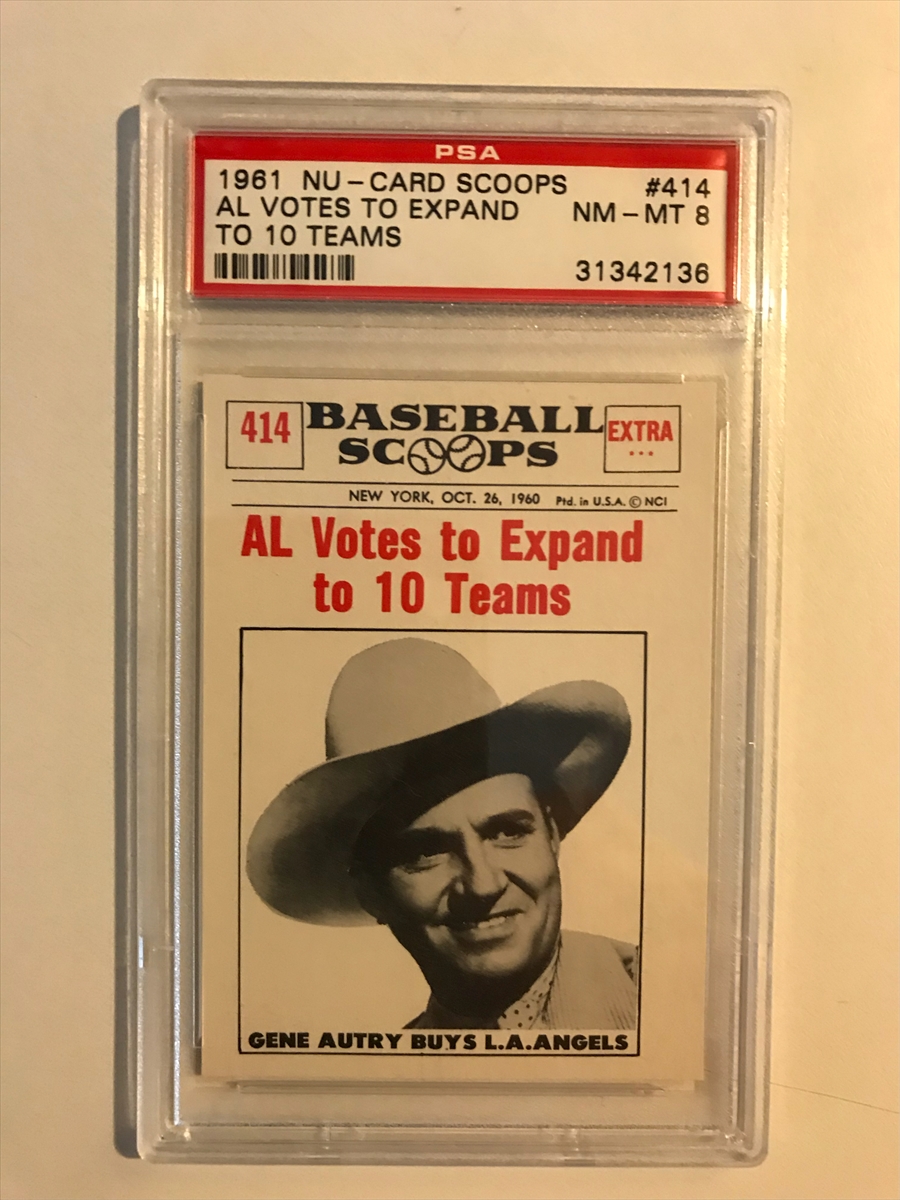 PSA
1961 NU-CARD SCOOPS #414
AL VOTES TO EXPAND NM-MT 8
TO 10 TEAMS
31342136
414 BASEBALL EXTRA
SCOOPS ...
NEW YORK, OCT. 26, 1960 Ptd. in U.S.A. © NCI
AL Votes to Expand
to 10 Teams
GENE AUTRY BUYS L.A.ANGELS